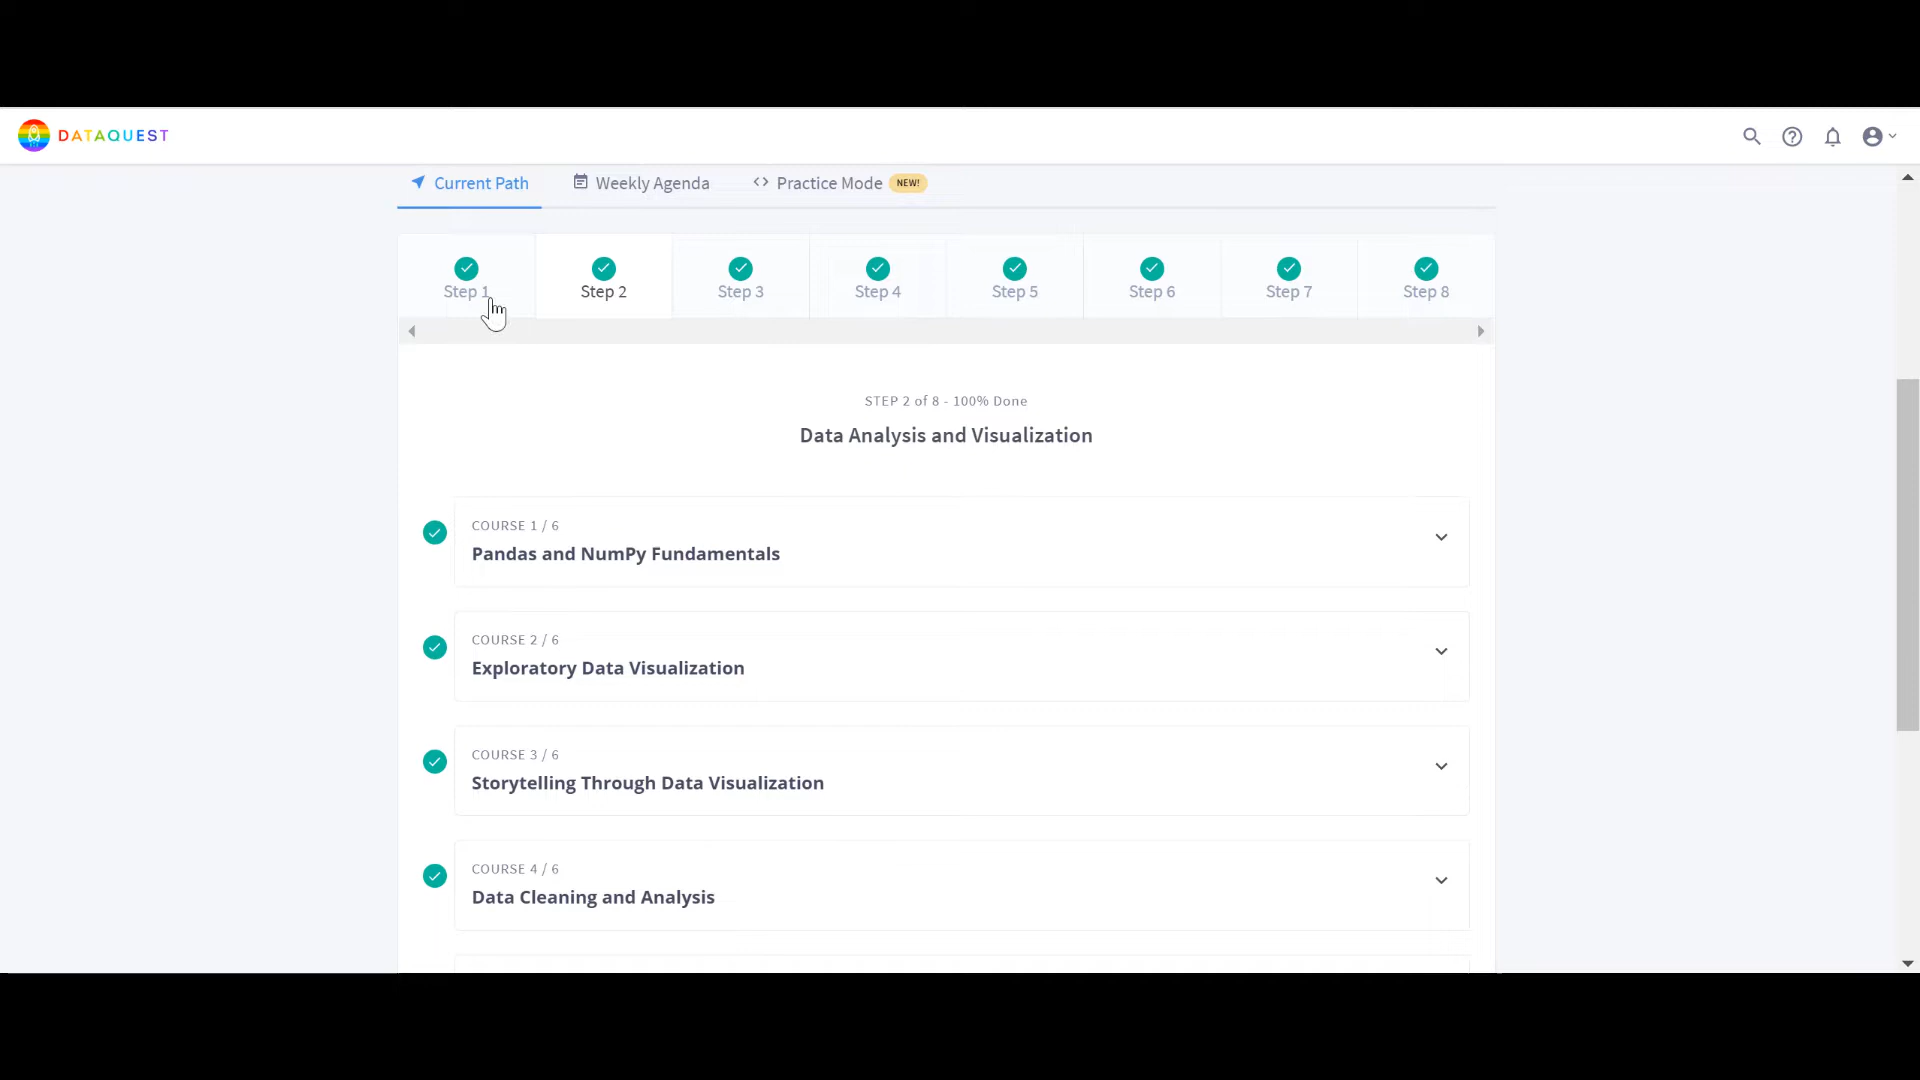 DATAQUEST
Current Path Weekly Agenda Practice Mode NEW!
Step 1 Step 2 Step 3 Step 4 Step 5 Step 6 Step 7 Step 8
STEP 2 of 8 - 100% Done
Data Analysis and Visualization
COURSE 1 / 6
Pandas and NumPy Fundamentals
COURSE 2 / 6
Exploratory Data Visualization
COURSE 3 / 6
Storytelling Through Data Visualization
COURSE 4 / 6
Data Cleaning and Analysis